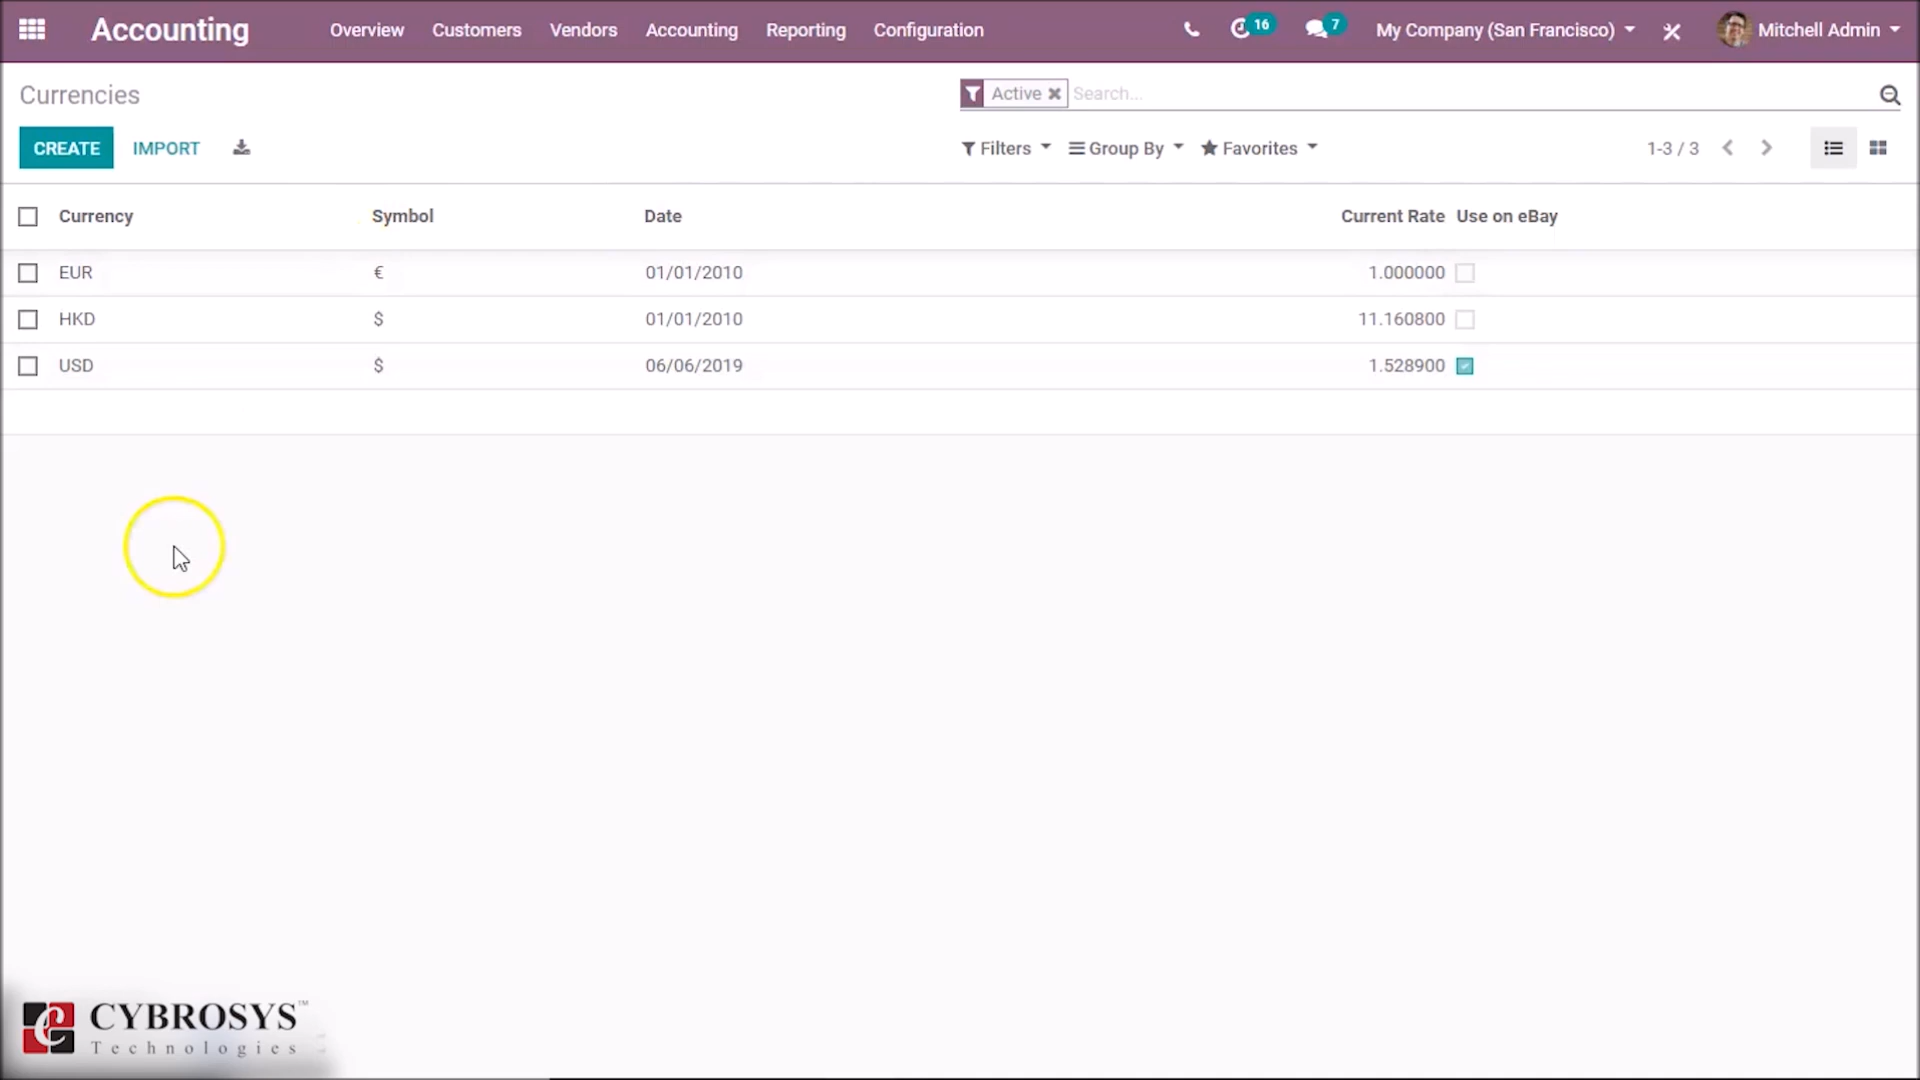 Accounting Overview Customers Vendors Accounting Reporting Configuration 16 7 My Company (San Francisco) Mitchell Admin
Currencies Active Search...
CREATE IMPORT Filters Group By Favorites 1-3 / 3
Currency Symbol Date Current Rate Use on eBay
EUR € 01/01/2010 1.000000
HKD $ 01/01/2010 11.160800
USD $ 06/06/2019 1.528900
CYBROSYS™
Technologies